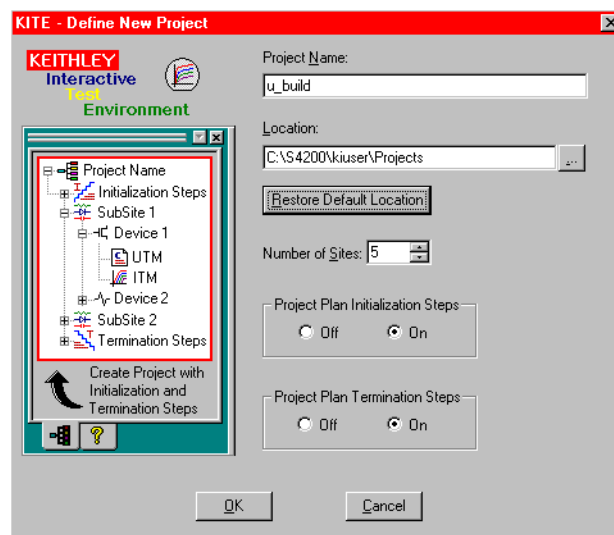 KITE - Define New Project
KEITHLEY
Interactive
Test
Environment
Project Name
Initialization Steps
SubSite 1
Device 1
UTM
ITM
Device 2
SubSite 2
Termination Steps
Create Project with
Initialization and
Termination Steps
Project Name:
u_build
Location:
C:\S4200\kiuser\Projects
...
Restore Default Location
Number of Sites: 5
Project Plan Initialization Steps
Off On
Project Plan Termination Steps
Off On
OK Cancel